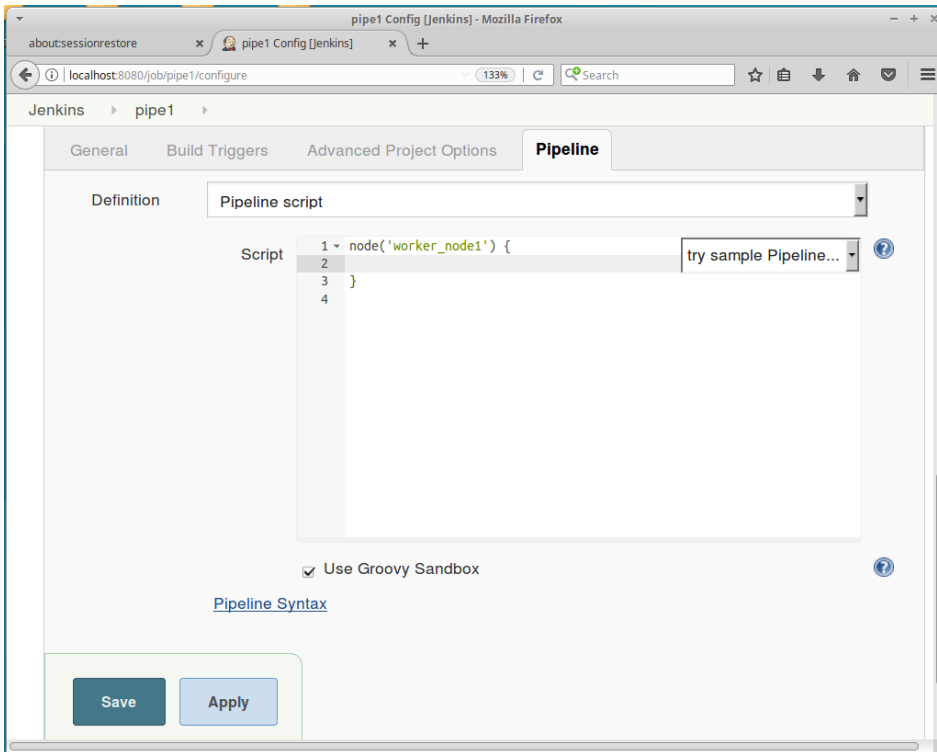 pipe1 Config [Jenkins] - Mozilla Firefox
about:sessionrestore
pipe1 Config [Jenkins]
localhost:8080/job/pipe1/configure
133%
Search
Jenkins
pipe1
General
Build Triggers
Advanced Project Options
Pipeline
Definition
Pipeline script
Script
1 node('worker_node1') {
try sample Pipeline...
2
3 }
4
Use Groovy Sandbox
Pipeline Syntax
Save
Apply